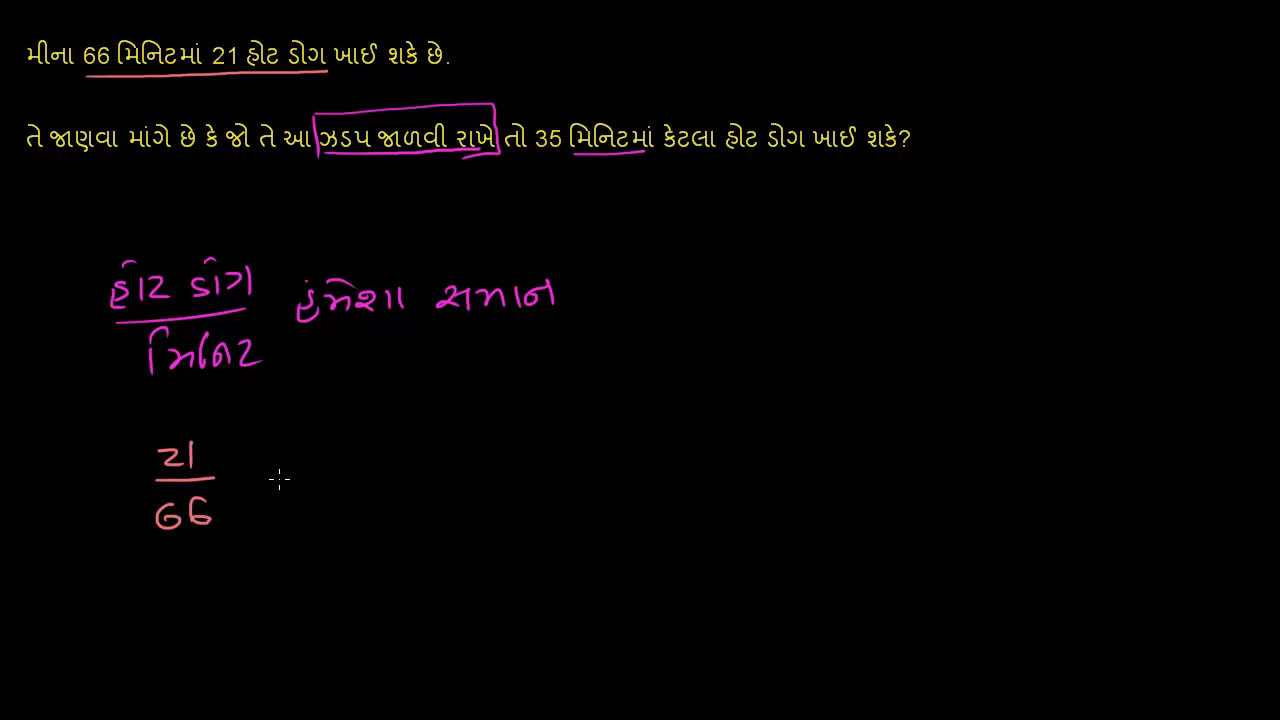 મીના 66 મિનિટમાં 21 હોટ ડોગ ખાઈ શકે છે.
તે જાણવા માંગે છે કે જો તે આ ઝડપ જાળવી રાખે તો 35 મિનિટમાં કેટલા હોટ ડોગ ખાઈ શકે?
હોટ ડોગ
હંમેશા સમાન
મિનિટ
21
66